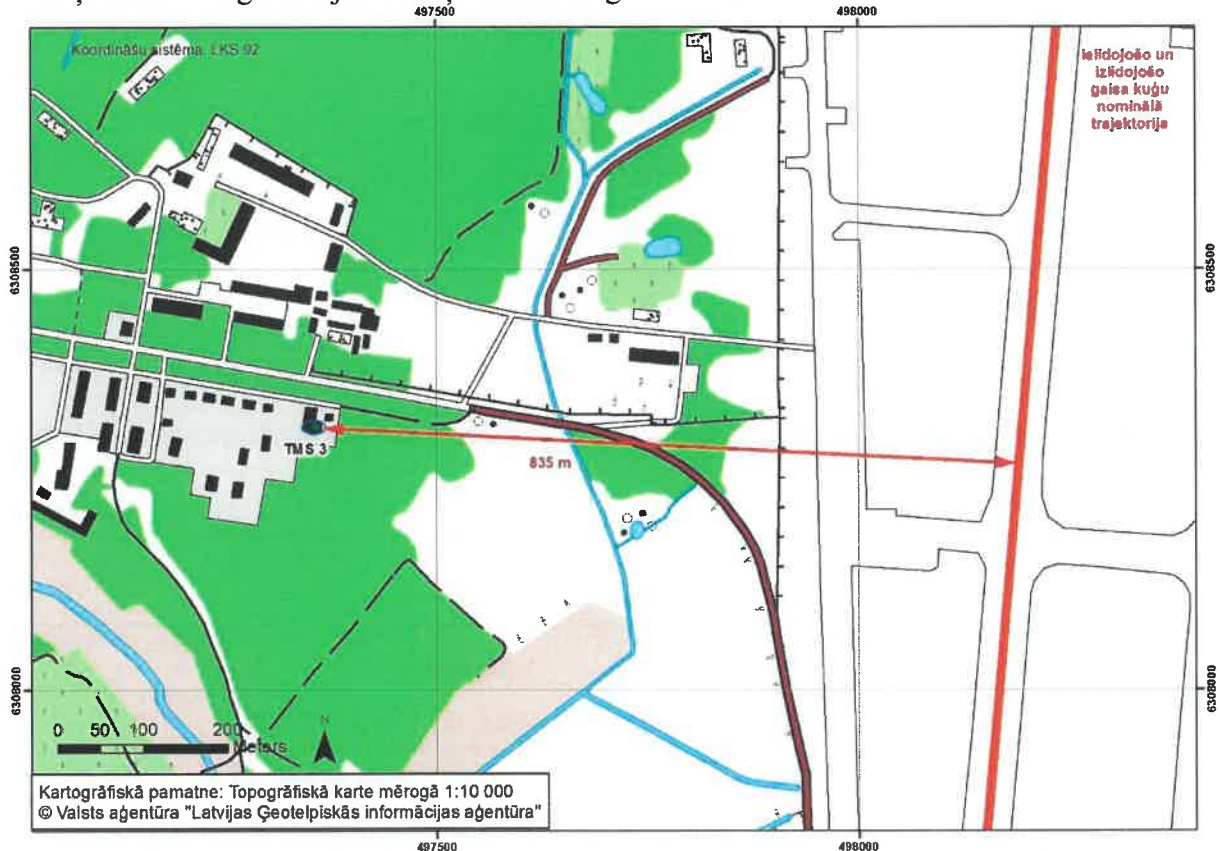 497500
498000
Koordināšu sistēma: LKS 92
Ielidojošo un
izlidojošo
gaisa kuģu
nominālā
trajektorija
6308500
6308500
TMS 3
835 m
6308000
6308000
0 50 100 200
Meters
N
Kartogrāfiskā pamatne: Topogrāfiskā karte mērogā 1:10 000
© Valsts aģentūra "Latvijas Ģeotelpiskās informācijas aģentūra"
497500
498000